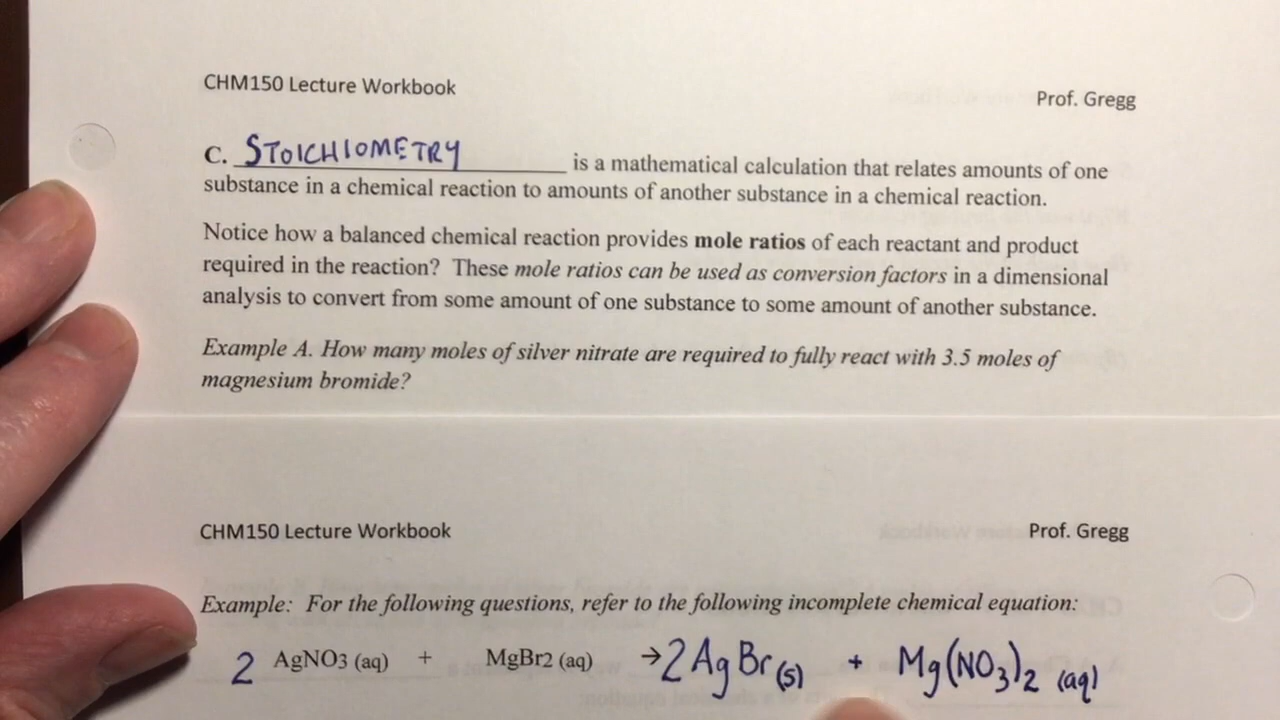 CHM150 Lecture Workbook
Prof. Gregg
C. STOICHIOMETRY is a mathematical calculation that relates amounts of one
substance in a chemical reaction to amounts of another substance in a chemical reaction.
Notice how a balanced chemical reaction provides mole ratios of each reactant and product
required in the reaction? These mole ratios can be used as conversion factors in a dimensional
analysis to convert from some amount of one substance to some amount of another substance.
Example A. How many moles of silver nitrate are required to fully react with 3.5 moles of
magnesium bromide?
CHM150 Lecture Workbook
Prof. Gregg
Example: For the following questions, refer to the following incomplete chemical equation:
2 AgNO3 (aq) + MgBr2 (aq) → 2 AgBr(s) + Mg(NO3)2 (aq)